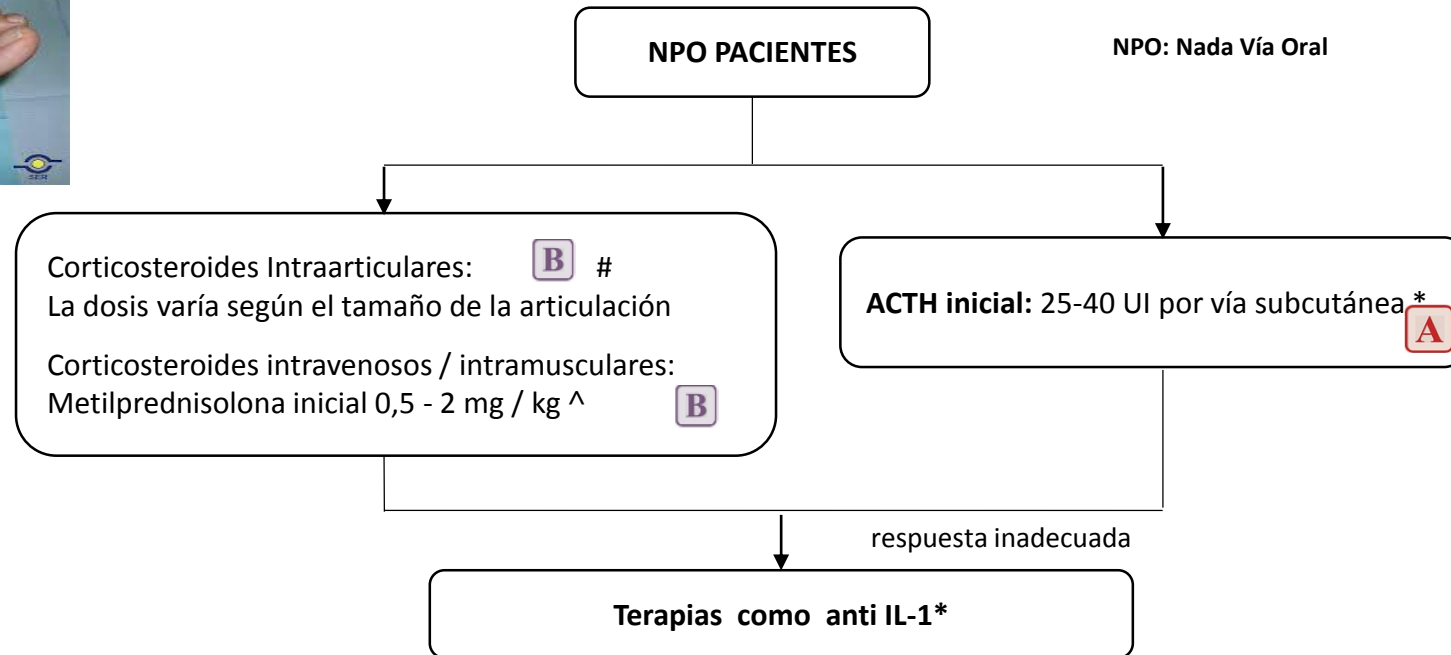 NPO PACIENTES
NPO: Nada Vía Oral
SER
Corticosteroides Intraarticulares: B #
La dosis varía según el tamaño de la articulación
Corticosteroides intravenosos / intramusculares:
Metilprednisolona inicial 0,5 - 2 mg / kg ^ B
ACTH inicial: 25-40 UI por vía subcutánea *
A
respuesta inadecuada
Terapias como anti IL-1*